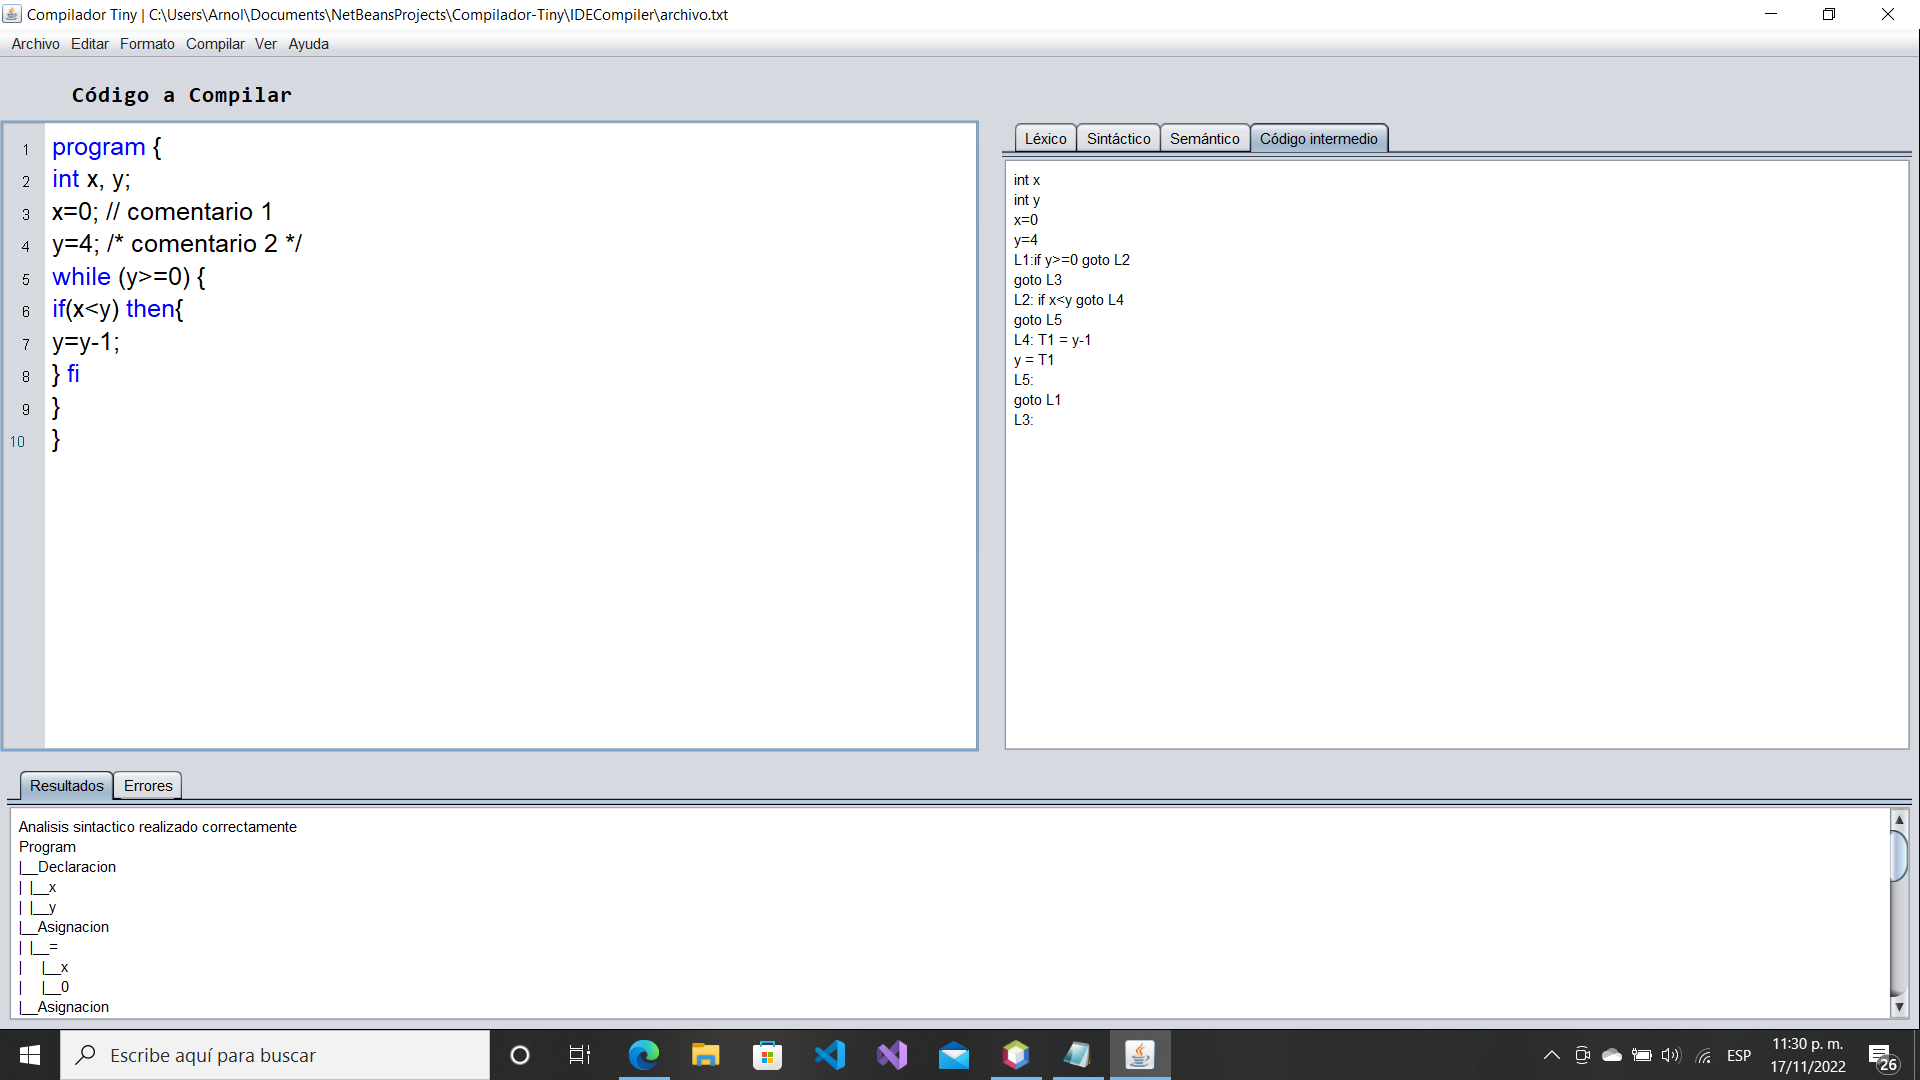 Compilador Tiny | C:\Users\Arnol\Documents\NetBeansProjects\Compilador-Tiny\IDECompiler\archivo.txt
Archivo Editar Formato Compilar Ver Ayuda
Código a Compilar
1 program {
2 int x, y;
3 x=0; // comentario 1
4 y=4; /* comentario 2 */
5 while (y>=0) {
6 if(x<y) then{
7 y=y-1;
8 } fi
9 }
10 }
Léxico Sintáctico Semántico Código intermedio
int x
int y
x=0
y=4
L1:if y>=0 goto L2
goto L3
L2: if x<y goto L4
goto L5
L4: T1 = y-1
y = T1
L5:
goto L1
L3:
Resultados Errores
Analisis sintactico realizado correctamente
Program
|__Declaracion
| |__x
| |__y
|__Asignacion
| |__=
|    |__x
|    |__0
|__Asignacion
Escribe aquí para buscar
ESP
11:30 p. m.
17/11/2022
26